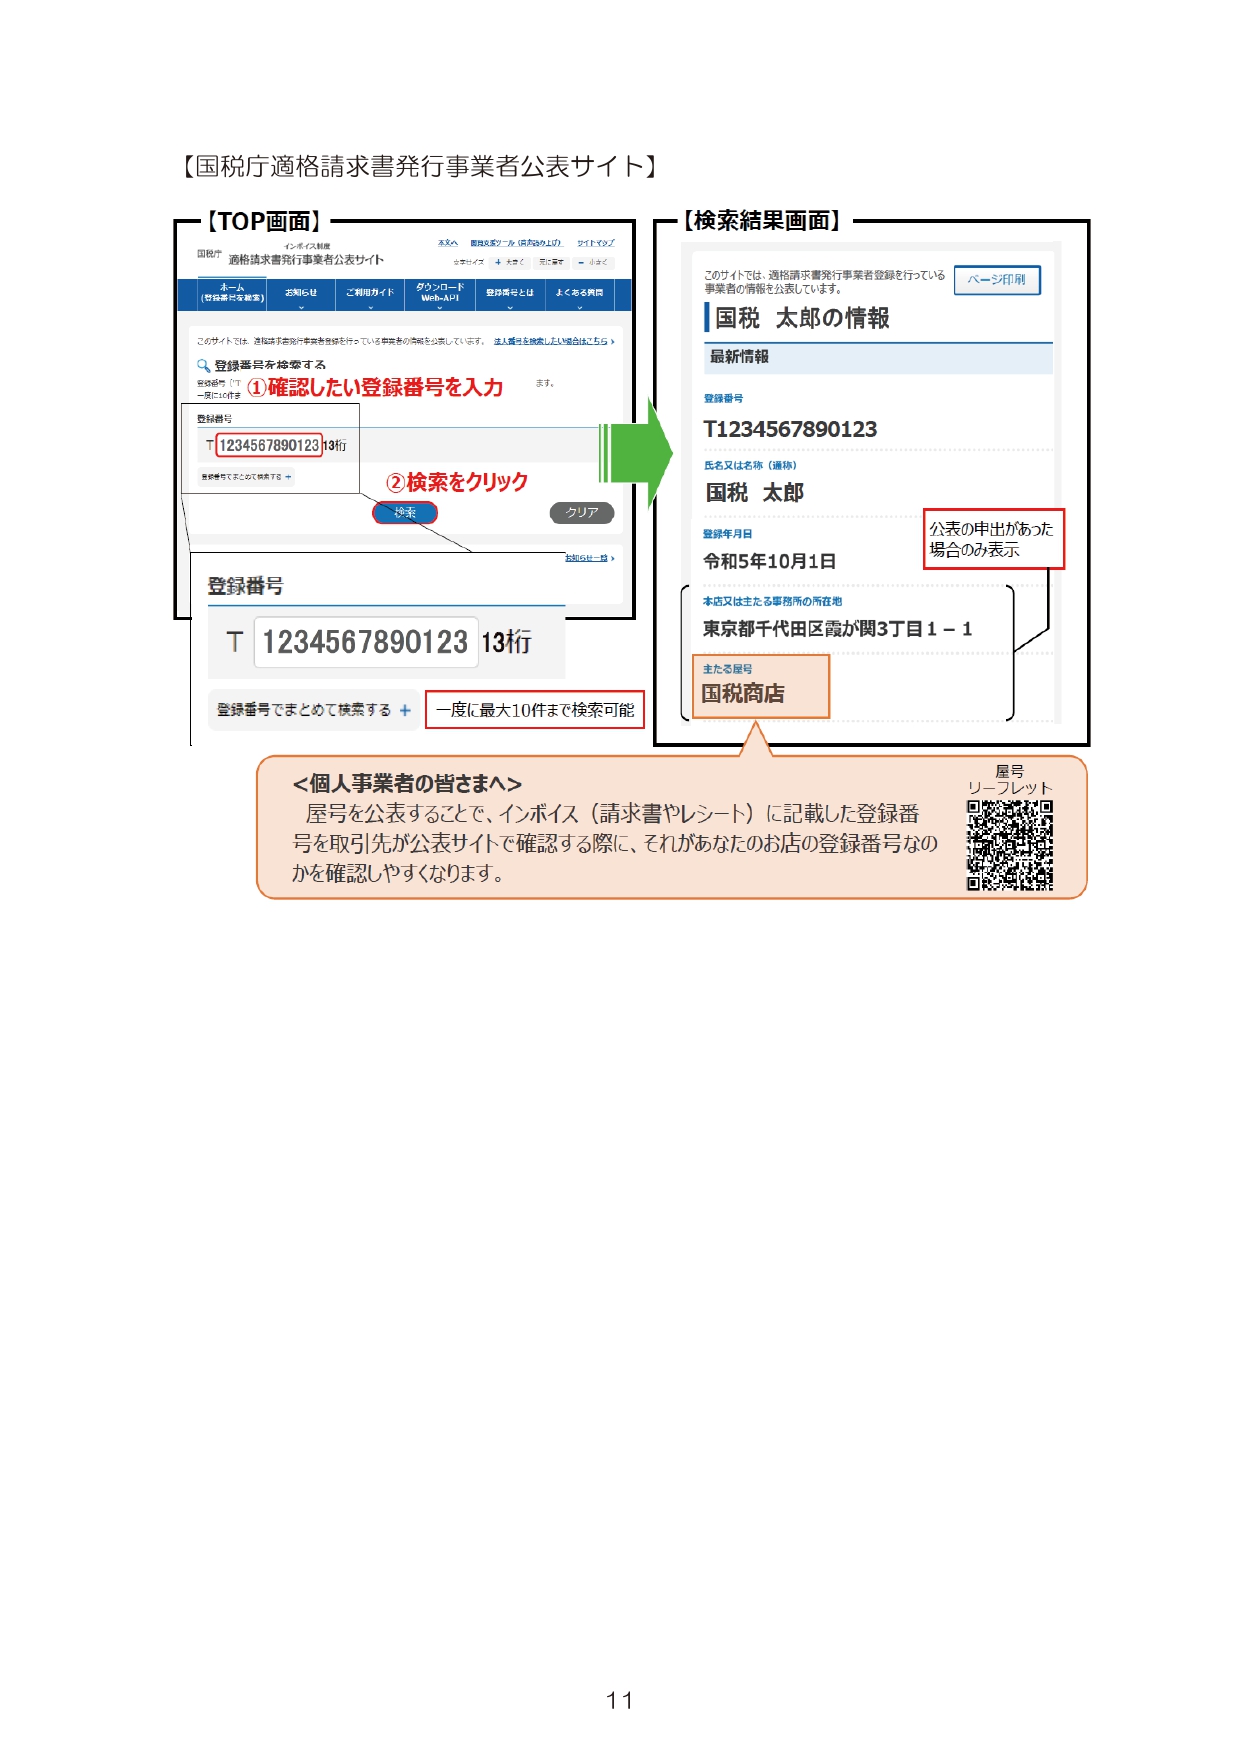 【国税庁適格請求書発行事業者公表サイト】
【TOP画面】
国税庁
インボイス制度
適格請求書発行事業者公表サイト
本文へ 閲覧支援ツール（音声読み上げ） サイトマップ
文字サイズ ＋ 大きく 元に戻す － 小さく
ホーム
(登録番号を検索)
お知らせ
ご利用ガイド
ダウンロード
Web-API
登録番号とは
よくある質問
このサイトでは、適格請求書発行事業者登録を行っている事業者の情報を公表しています。 法人番号を検索したい場合はこちら
登録番号を検索する
登録番号（「T ます。
一度に10件ま
①確認したい登録番号を入力
登録番号
T 1234567890123 13桁
登録番号でまとめて検索する ＋
②検索をクリック
検索
クリア
お知らせ一覧
登録番号
T 1234567890123 13桁
登録番号でまとめて検索する ＋
一度に最大10件まで検索可能
【検索結果画面】
このサイトでは、適格請求書発行事業者登録を行っている
事業者の情報を公表しています。
ページ印刷
国税 太郎の情報
最新情報
登録番号
T1234567890123
氏名又は名称（通称）
国税 太郎
登録年月日
令和5年10月1日
公表の申出があった
場合のみ表示
本店又は主たる事務所の所在地
東京都千代田区霞が関3丁目１－１
主たる屋号
国税商店
＜個人事業者の皆さまへ＞
屋号を公表することで、インボイス（請求書やレシート）に記載した登録番
号を取引先が公表サイトで確認する際に、それがあなたのお店の登録番号なの
かを確認しやすくなります。
屋号
リーフレット
11